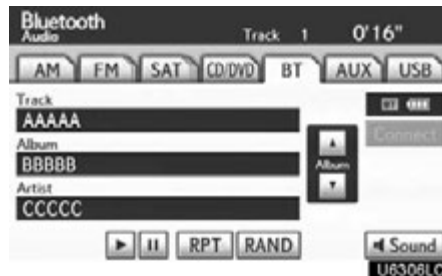 Bluetooth
Audio Track 1 0'16"
AM FM SAT CD/DVD BT AUX USB
Track
AAAAA
Album
BBBBB
Connect
Album
Artist
CCCCC
RPT RAND Sound
U6306LC